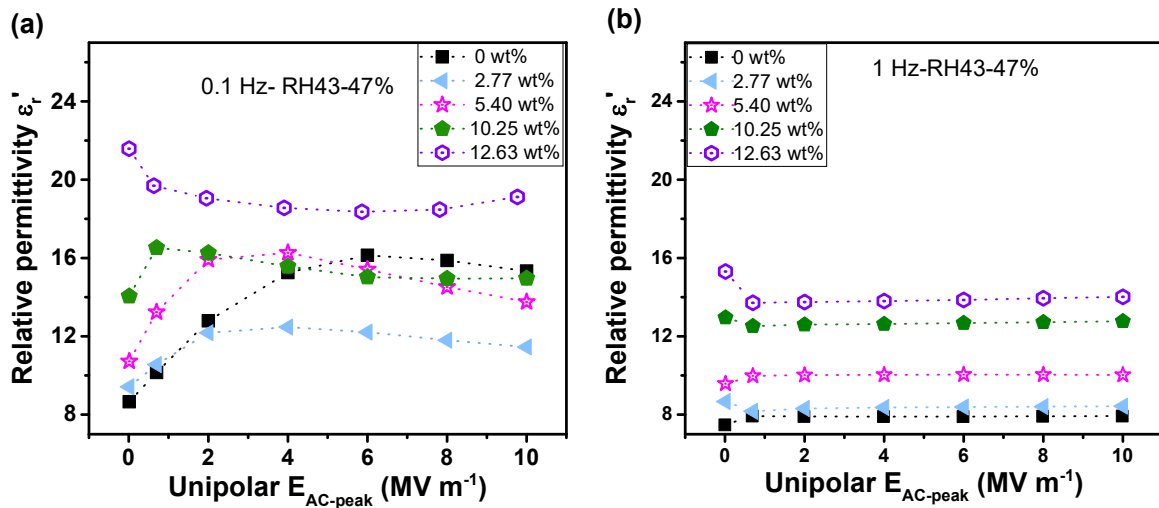 (a)
Relative permittivity εr'
24
20
16
12
8
0.1 Hz- RH43-47%
0 wt%
2.77 wt%
5.40 wt%
10.25 wt%
12.63 wt%
0 2 4 6 8 10
Unipolar EAC-peak (MV m-1)
(b)
Relative permittivity εr'
24
20
16
12
8
0 wt%
2.77 wt%
5.40 wt%
10.25 wt%
12.63 wt%
1 Hz-RH43-47%
0 2 4 6 8 10
Unipolar EAC-peak (MV m-1)